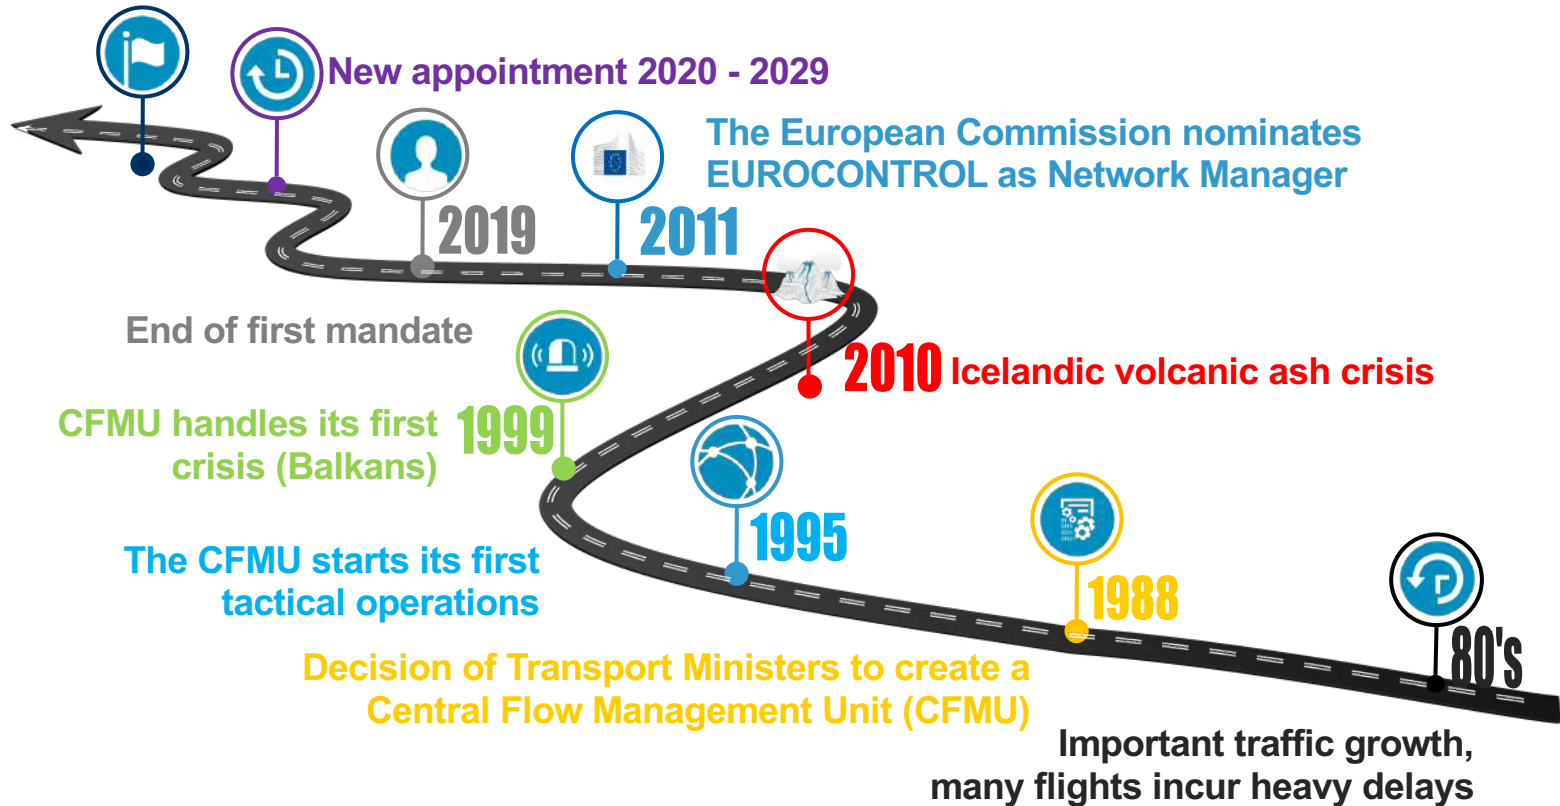 New appointment 2020 - 2029
The European Commission nominates
EUROCONTROL as Network Manager
2019
2011
End of first mandate
2010 Icelandic volcanic ash crisis
CFMU handles its first
crisis (Balkans)
1999
1995
The CFMU starts its first
tactical operations
1988
Decision of Transport Ministers to create a
Central Flow Management Unit (CFMU)
80's
Important traffic growth,
many flights incur heavy delays